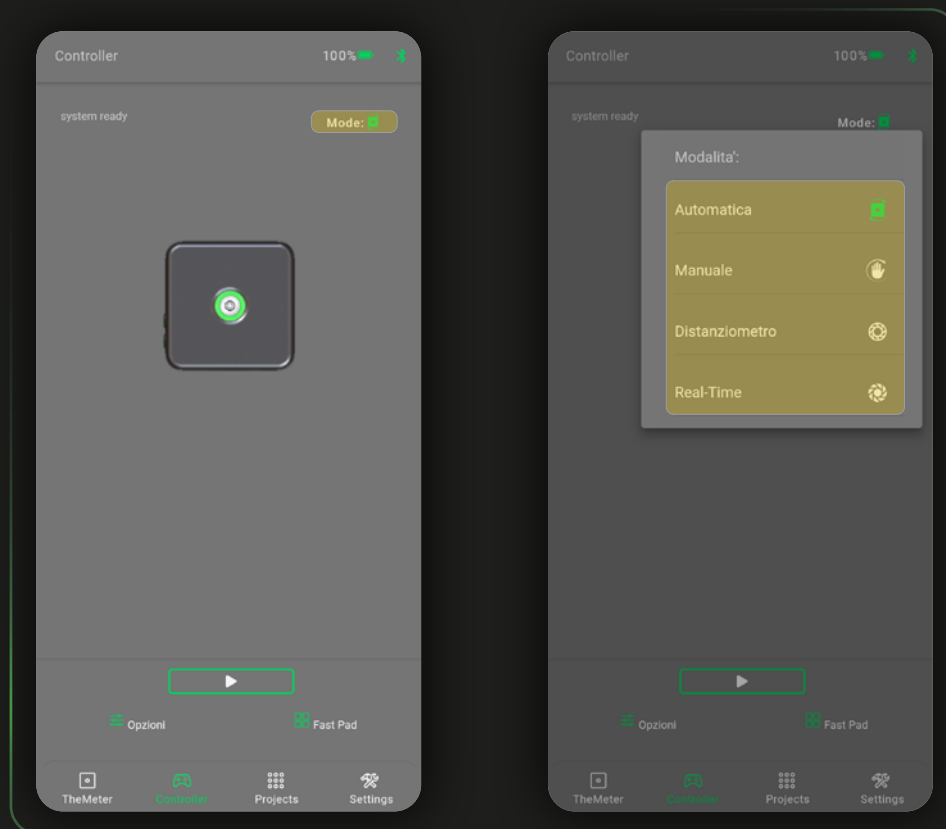 Controller 100%
system ready
Mode:
Opzioni Fast Pad
TheMeter Controller Projects Settings
Controller 100%
system ready
Mode:
Modalita':
Automatica
Manuale
Distanziometro
Real-Time
Opzioni Fast Pad
TheMeter Controller Projects Settings